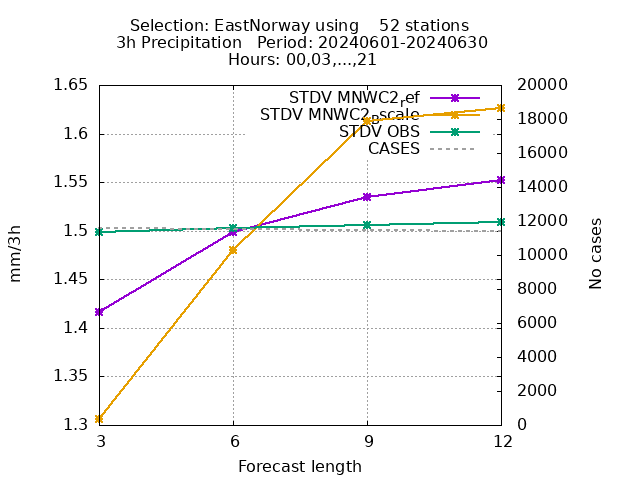 Selection: EastNorway using 52 stations
3h Precipitation Period: 20240601-20240630
Hours: 00,03,...,21
1.65
1.6
1.55
1.5
1.45
1.4
1.35
1.3
20000
18000
16000
14000
12000
10000
8000
6000
4000
2000
0
STDV MNWC2_ref
STDV MNWC2_Bscale
STDV OBS
CASES
mm/3h
No cases
3 6 9 12
Forecast length